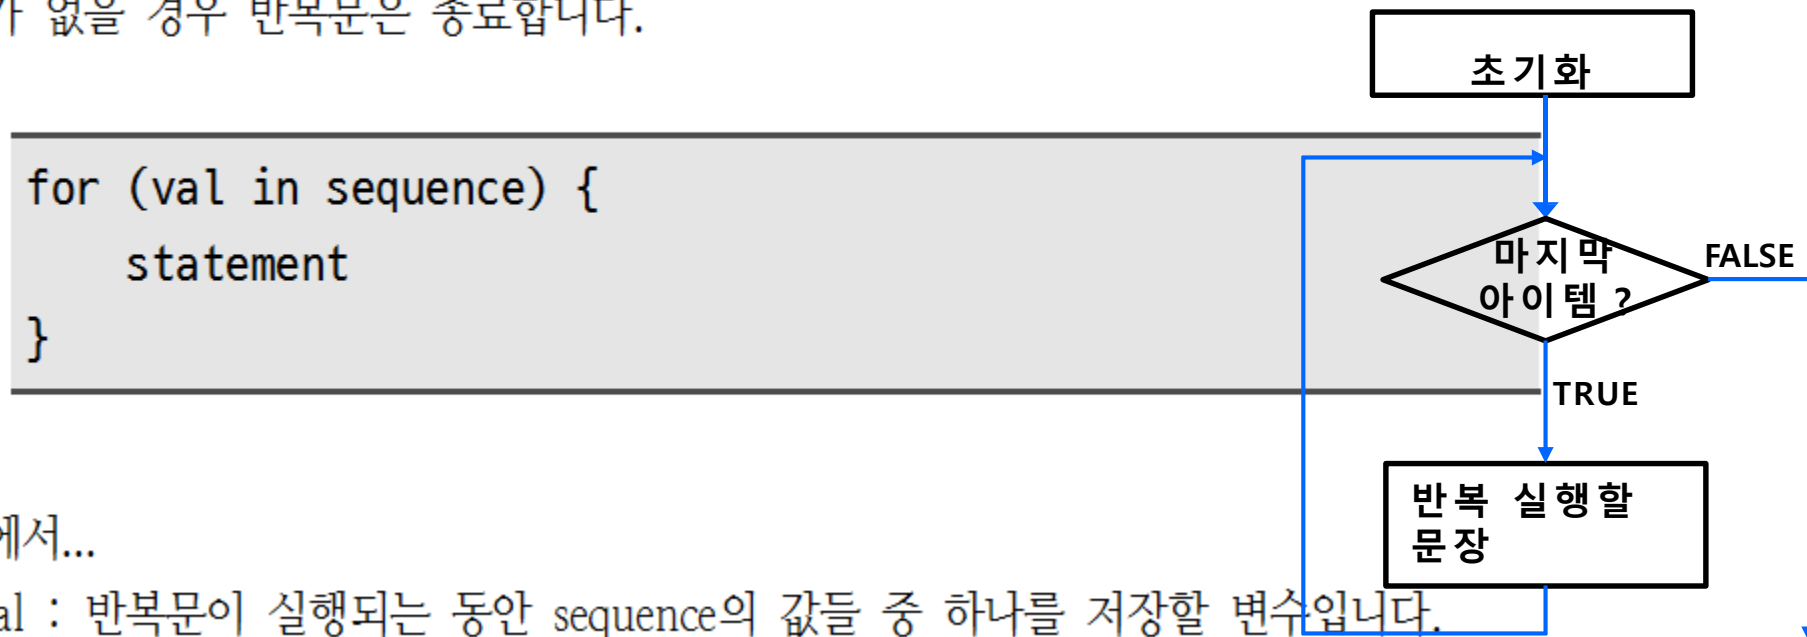 없을 경우 반복문은 종료합니다.
for (val in sequence) {
statement
}
에서...
al : 반복문이 실행되는 동안 sequence의 값들 중 하나를 저장할 변수입니다.
초기화
마지막
아이템 ?
FALSE
TRUE
반복 실행할
문장